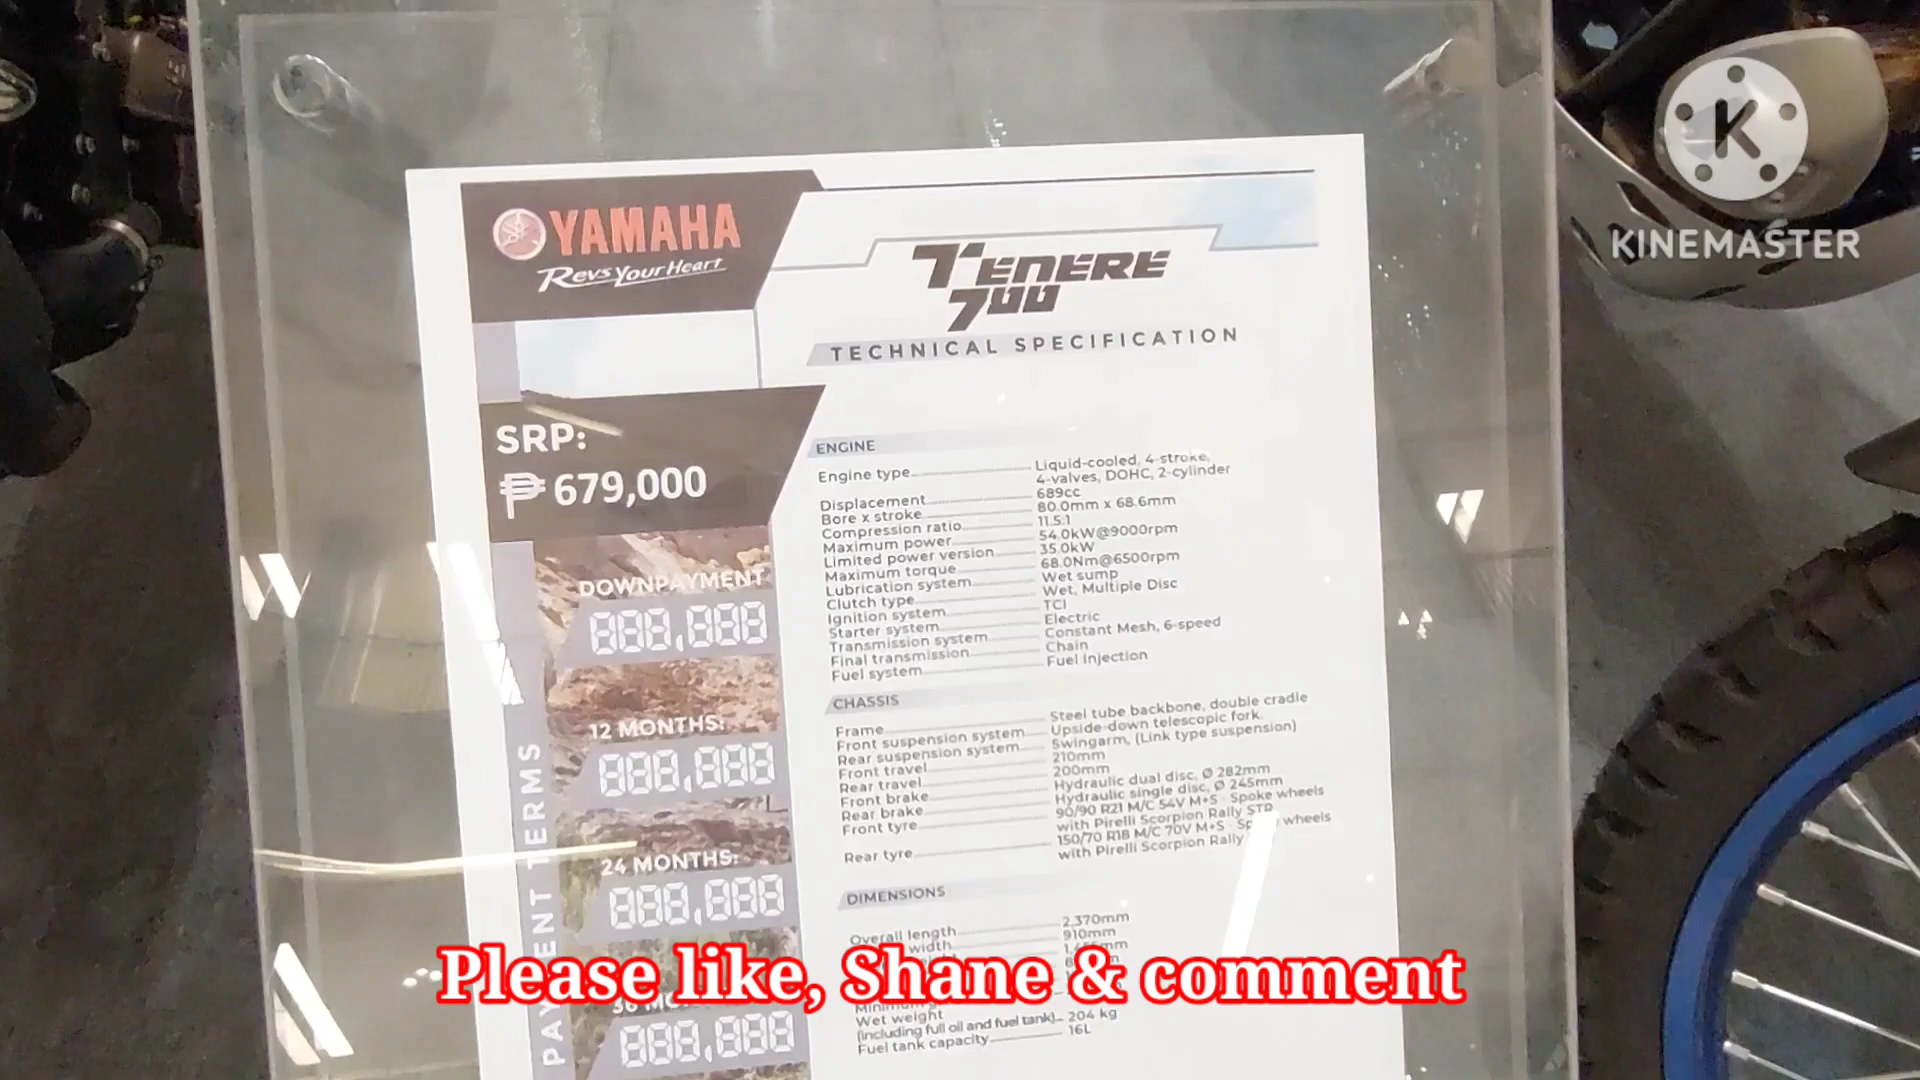 KINEMASTER
YAMAHA
Revs Your Heart
TENERE
700
TECHNICAL SPECIFICATION
SRP:
₱ 679,000
DOWNPAYMENT
888,888
12 MONTHS:
888,888
24 MONTHS:
888,888
888,888
PAYMENT TERMS
ENGINE
Engine type Liquid-cooled, 4-stroke,
4-valves, DOHC, 2-cylinder
Displacement 689cc
Bore x stroke 80.0mm x 68.6mm
Compression ratio 11.5:1
Maximum power 54.0kW@9000rpm
Limited power version 35.0kW
Maximum torque 68.0Nm@6500rpm
Lubrication system Wet sump
Clutch type Wet, Multiple Disc
Ignition system TCI
Starter system Electric
Transmission system Constant Mesh, 6-speed
Final transmission Chain
Fuel system Fuel Injection
CHASSIS
Frame Steel tube backbone, double cradle
Front suspension system Upside-down telescopic fork
Rear suspension system Swingarm, (Link type suspension)
Front travel 210mm
Rear travel 200mm
Front brake Hydraulic dual disc, Ø 282mm
Rear brake Hydraulic single disc, Ø 245mm
Front tyre 90/90 R21 M/C 54V M+S - Spoke wheels
with Pirelli Scorpion Rally STR
Rear tyre 150/70 R18 M/C 70V M+S - wheels
with Pirelli Scorpion Rally
DIMENSIONS
Overall length 2,370mm
width 910mm
Wet weight
(including full oil and fuel tank) 204 kg
Fuel tank capacity 16L
Please like, Shane & comment